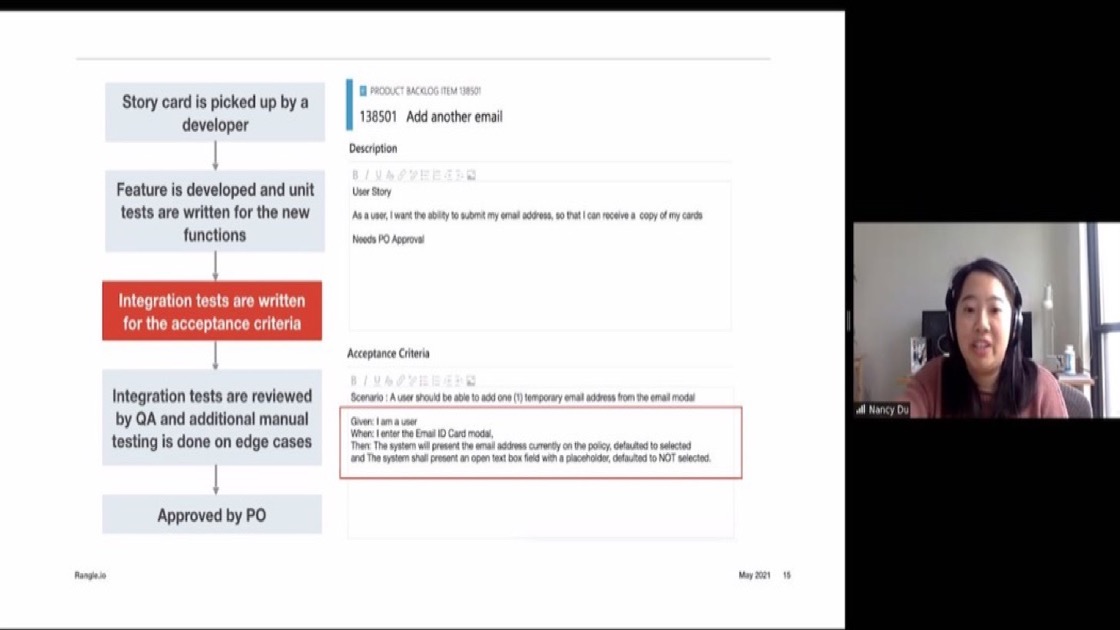 Story card is picked up by a
developer
Feature is developed and unit
tests are written for the new
functions
Integration tests are written
for the acceptance criteria
Integration tests are reviewed
by QA and additional manual
testing is done on edge cases
Approved by PO
PRODUCT BACKLOG ITEM 138501
138501 Add another email
Description
User Story
As a user, I want the ability to submit my email address, so that I can receive a copy of my cards
Needs PO Approval
Acceptance Criteria
Scenario : A user should be able to add one (1) temporary email address from the email modal
Given: I am a user
When: I enter the Email ID Card modal,
Then: The system will present the email address currently on the policy, defaulted to selected
and The system shall present an open text box field with a placeholder, defaulted to NOT selected.
Rangle.io
May 2021 15
Nancy Du